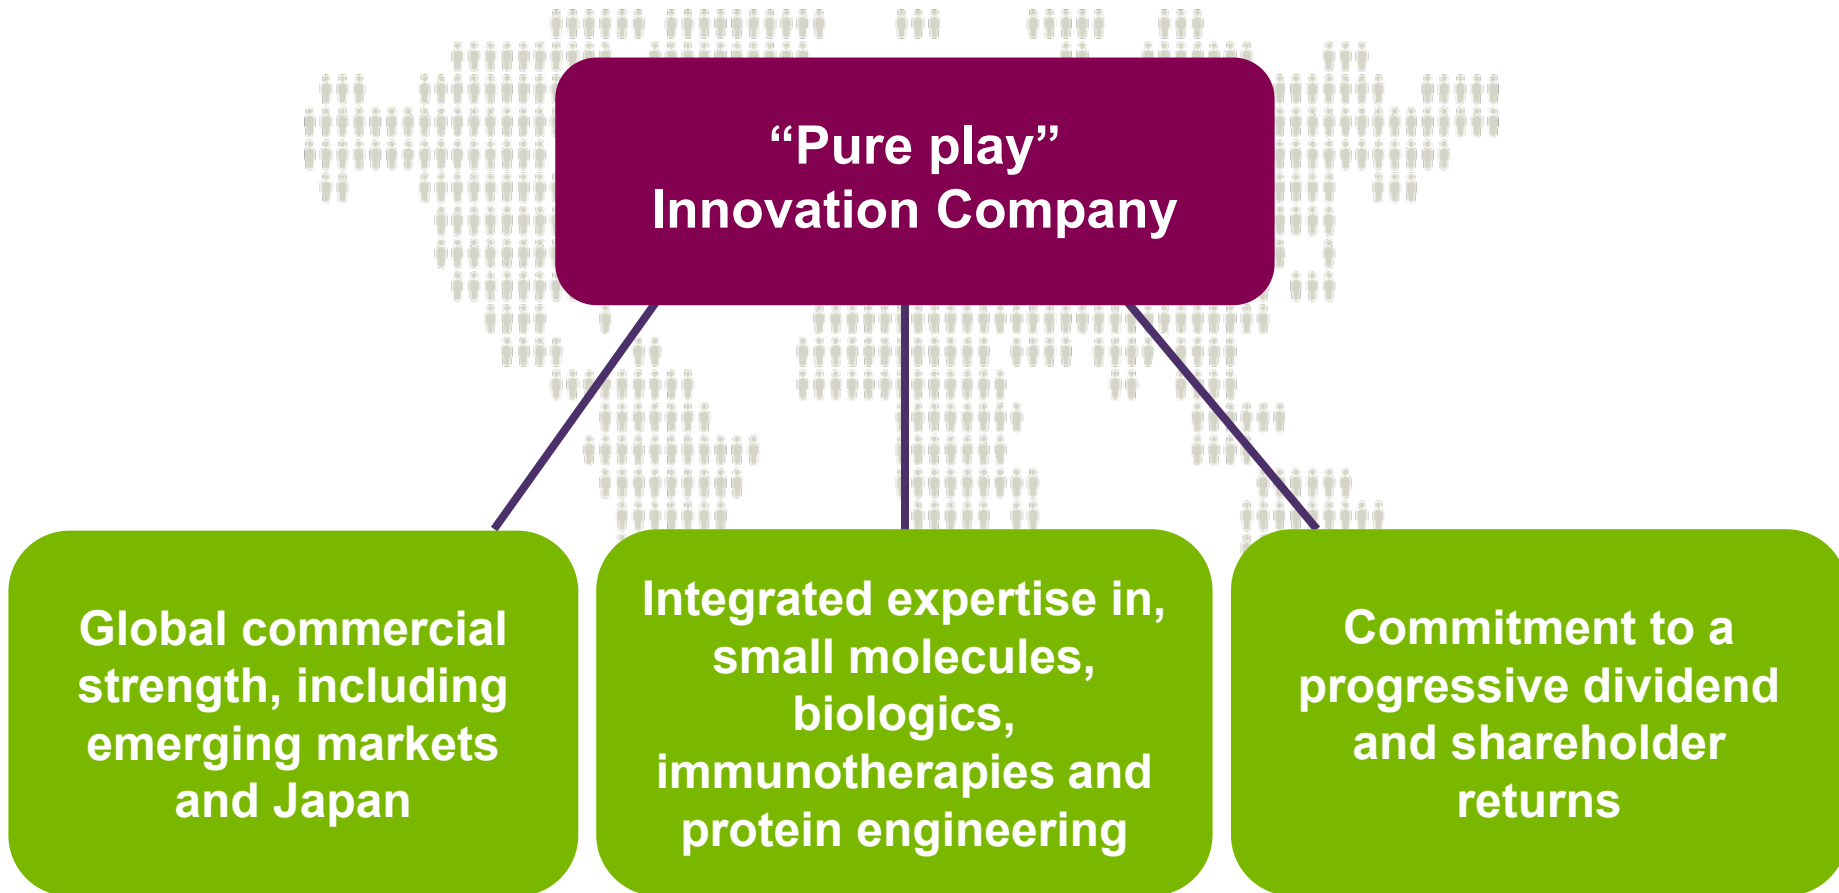 “Pure play”
Innovation Company
Global commercial
strength, including
emerging markets
and Japan
Integrated expertise in,
small molecules,
biologics,
immunotherapies and
protein engineering
Commitment to a
progressive dividend
and shareholder
returns